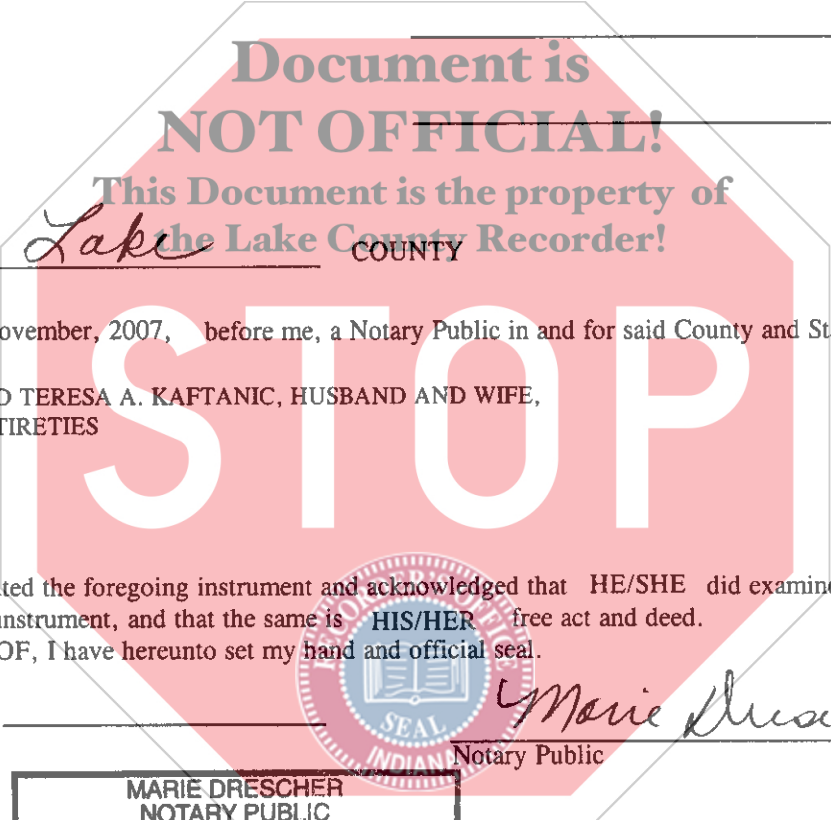 Document is
NOT OFFICIAL!
This Document is the property of
the Lake County Recorder!
Lake COUNTY
ovember, 2007, before me, a Notary Public in and for said County and St
D TERESA A. KAFTANIC, HUSBAND AND WIFE,
TIRETIES
STOP
ted the foregoing instrument and acknowledged that HE/SHE did examine
nstrument, and that the same is HIS/HER free act and deed.
OF, I have hereunto set my hand and official seal.
RECORDER'S OFFICE
SEAL
INDIANA
Marie Dresc
Notary Public
MARIE DRESCHER
NOTARY PUBLIC